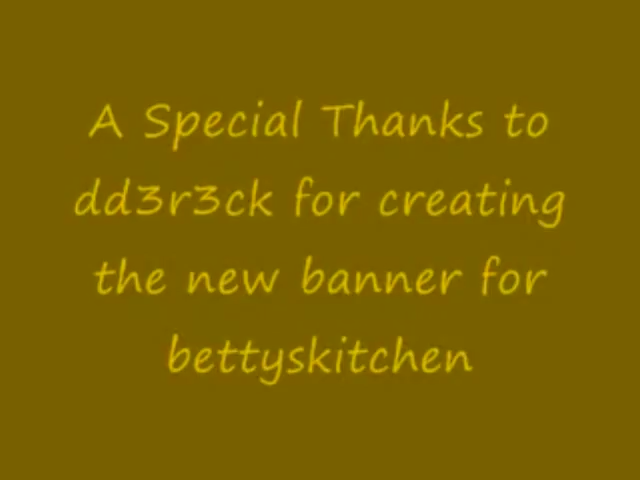 A Special Thanks to
dd3r3ck for creating
the new banner for
bettyskitchen